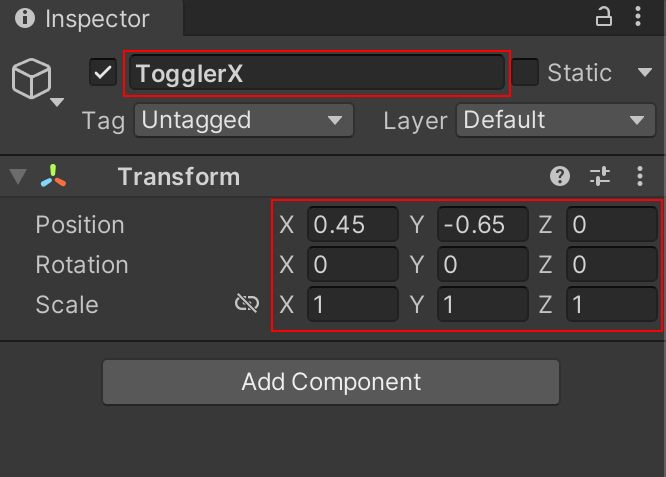 Inspector
TogglerX
Static
Tag Untagged Layer Default
Transform
Position X 0.45 Y -0.65 Z 0
Rotation X 0 Y 0 Z 0
Scale X 1 Y 1 Z 1
Add Component